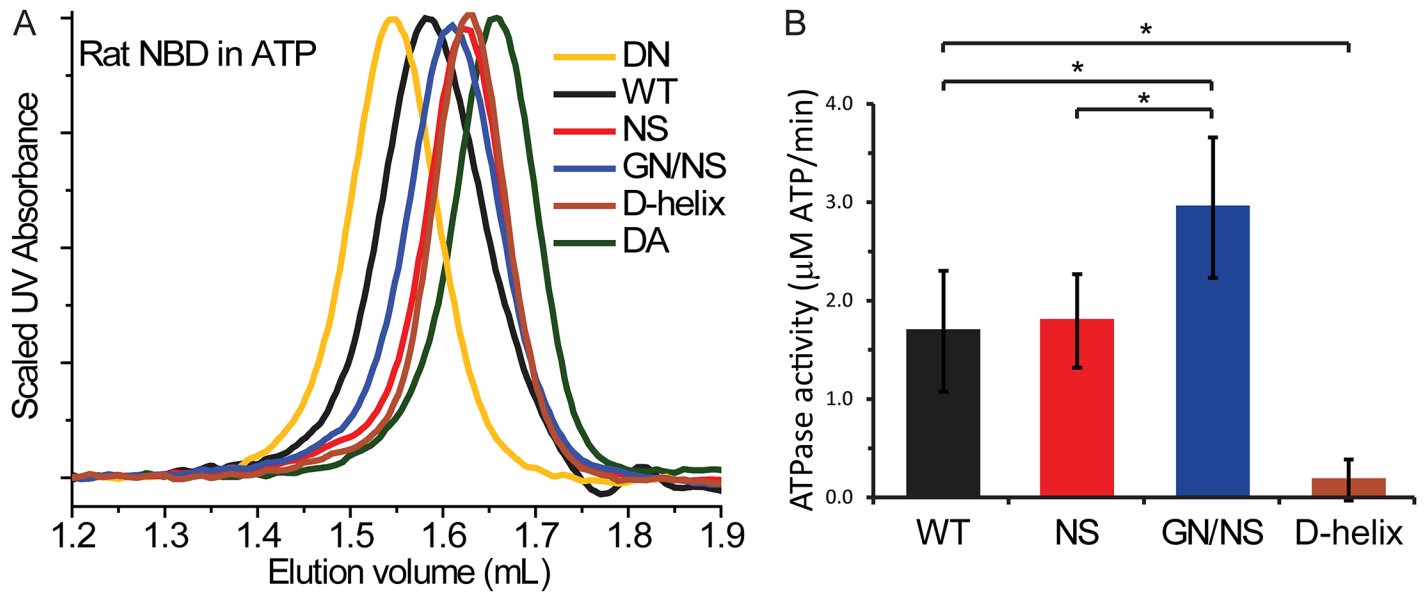 A
Rat NBD in ATP
DN
WT
NS
GN/NS
D-helix
DA
Scaled UV Absorbance
1.2 1.3 1.4 1.5 1.6 1.7 1.8 1.9
Elution volume (mL)
B
*
*
*
ATPase activity (μM ATP/min)
4.0
3.0
2.0
1.0
0.0
WT NS GN/NS D-helix